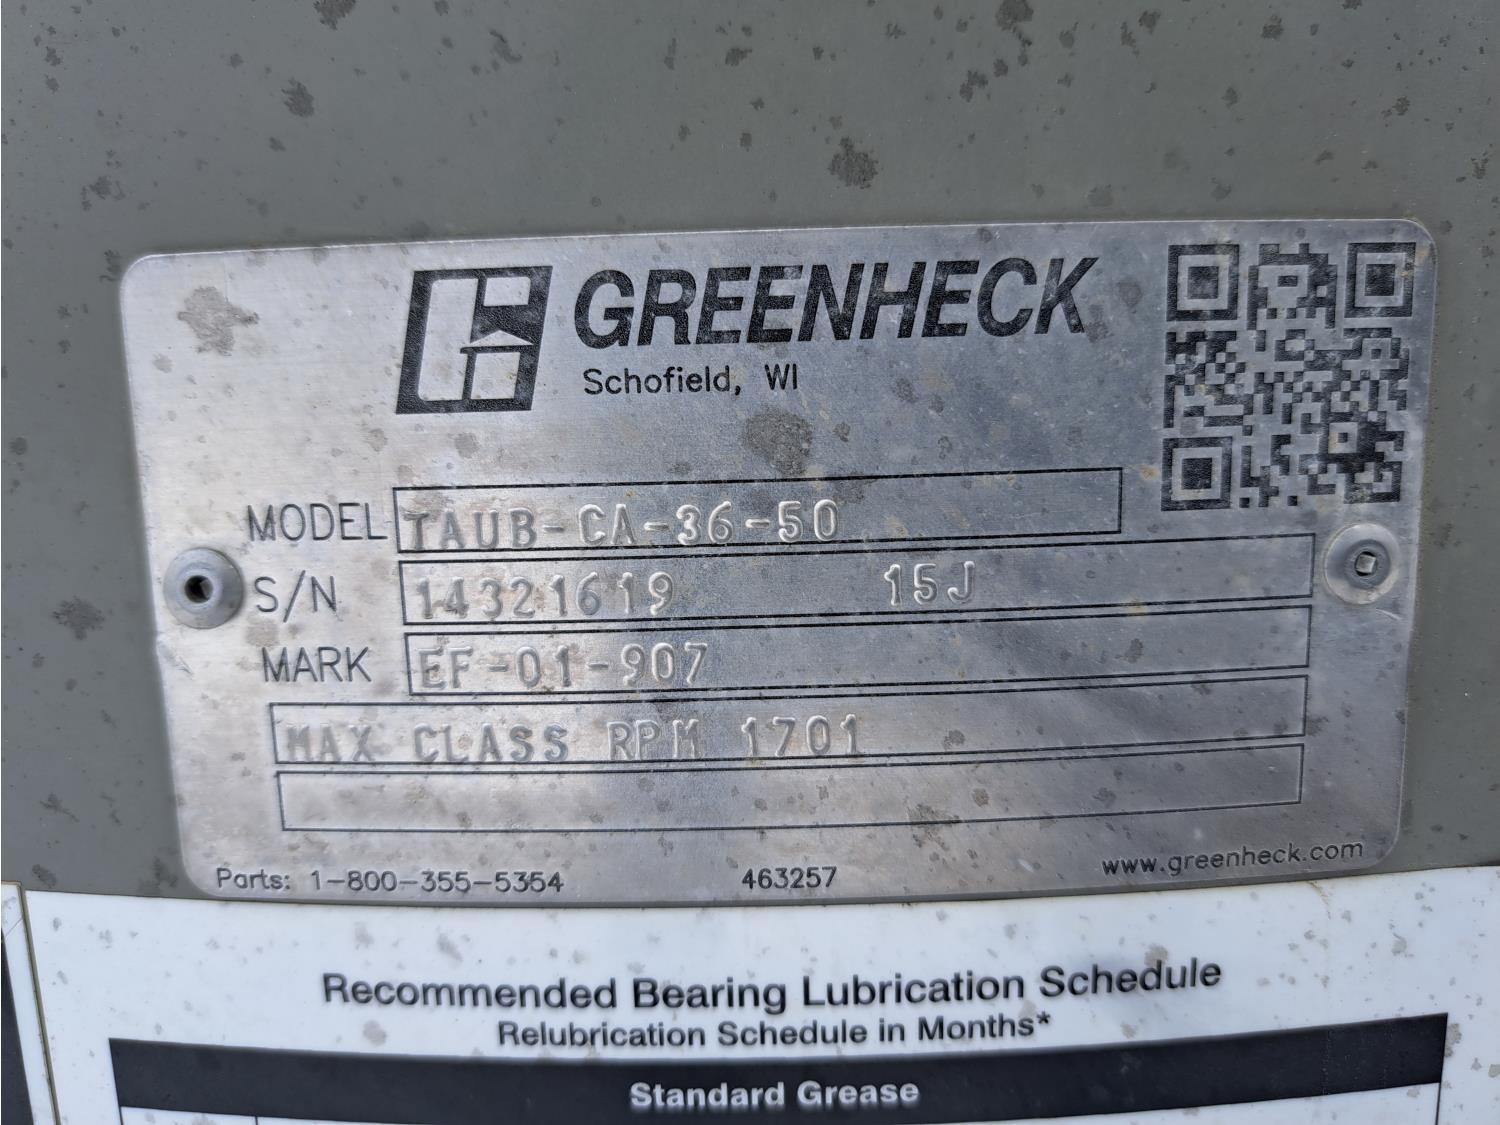 GREENHECK
Schofield, WI
MODEL TAUB-CA-36-50
S/N 14321619 15J
MARK EF-01-907
MAX CLASS RPM 1701
Parts: 1-800-355-5354 463257 www.greenheck.com
Recommended Bearing Lubrication Schedule
Relubrication Schedule in Months*
Standard Grease